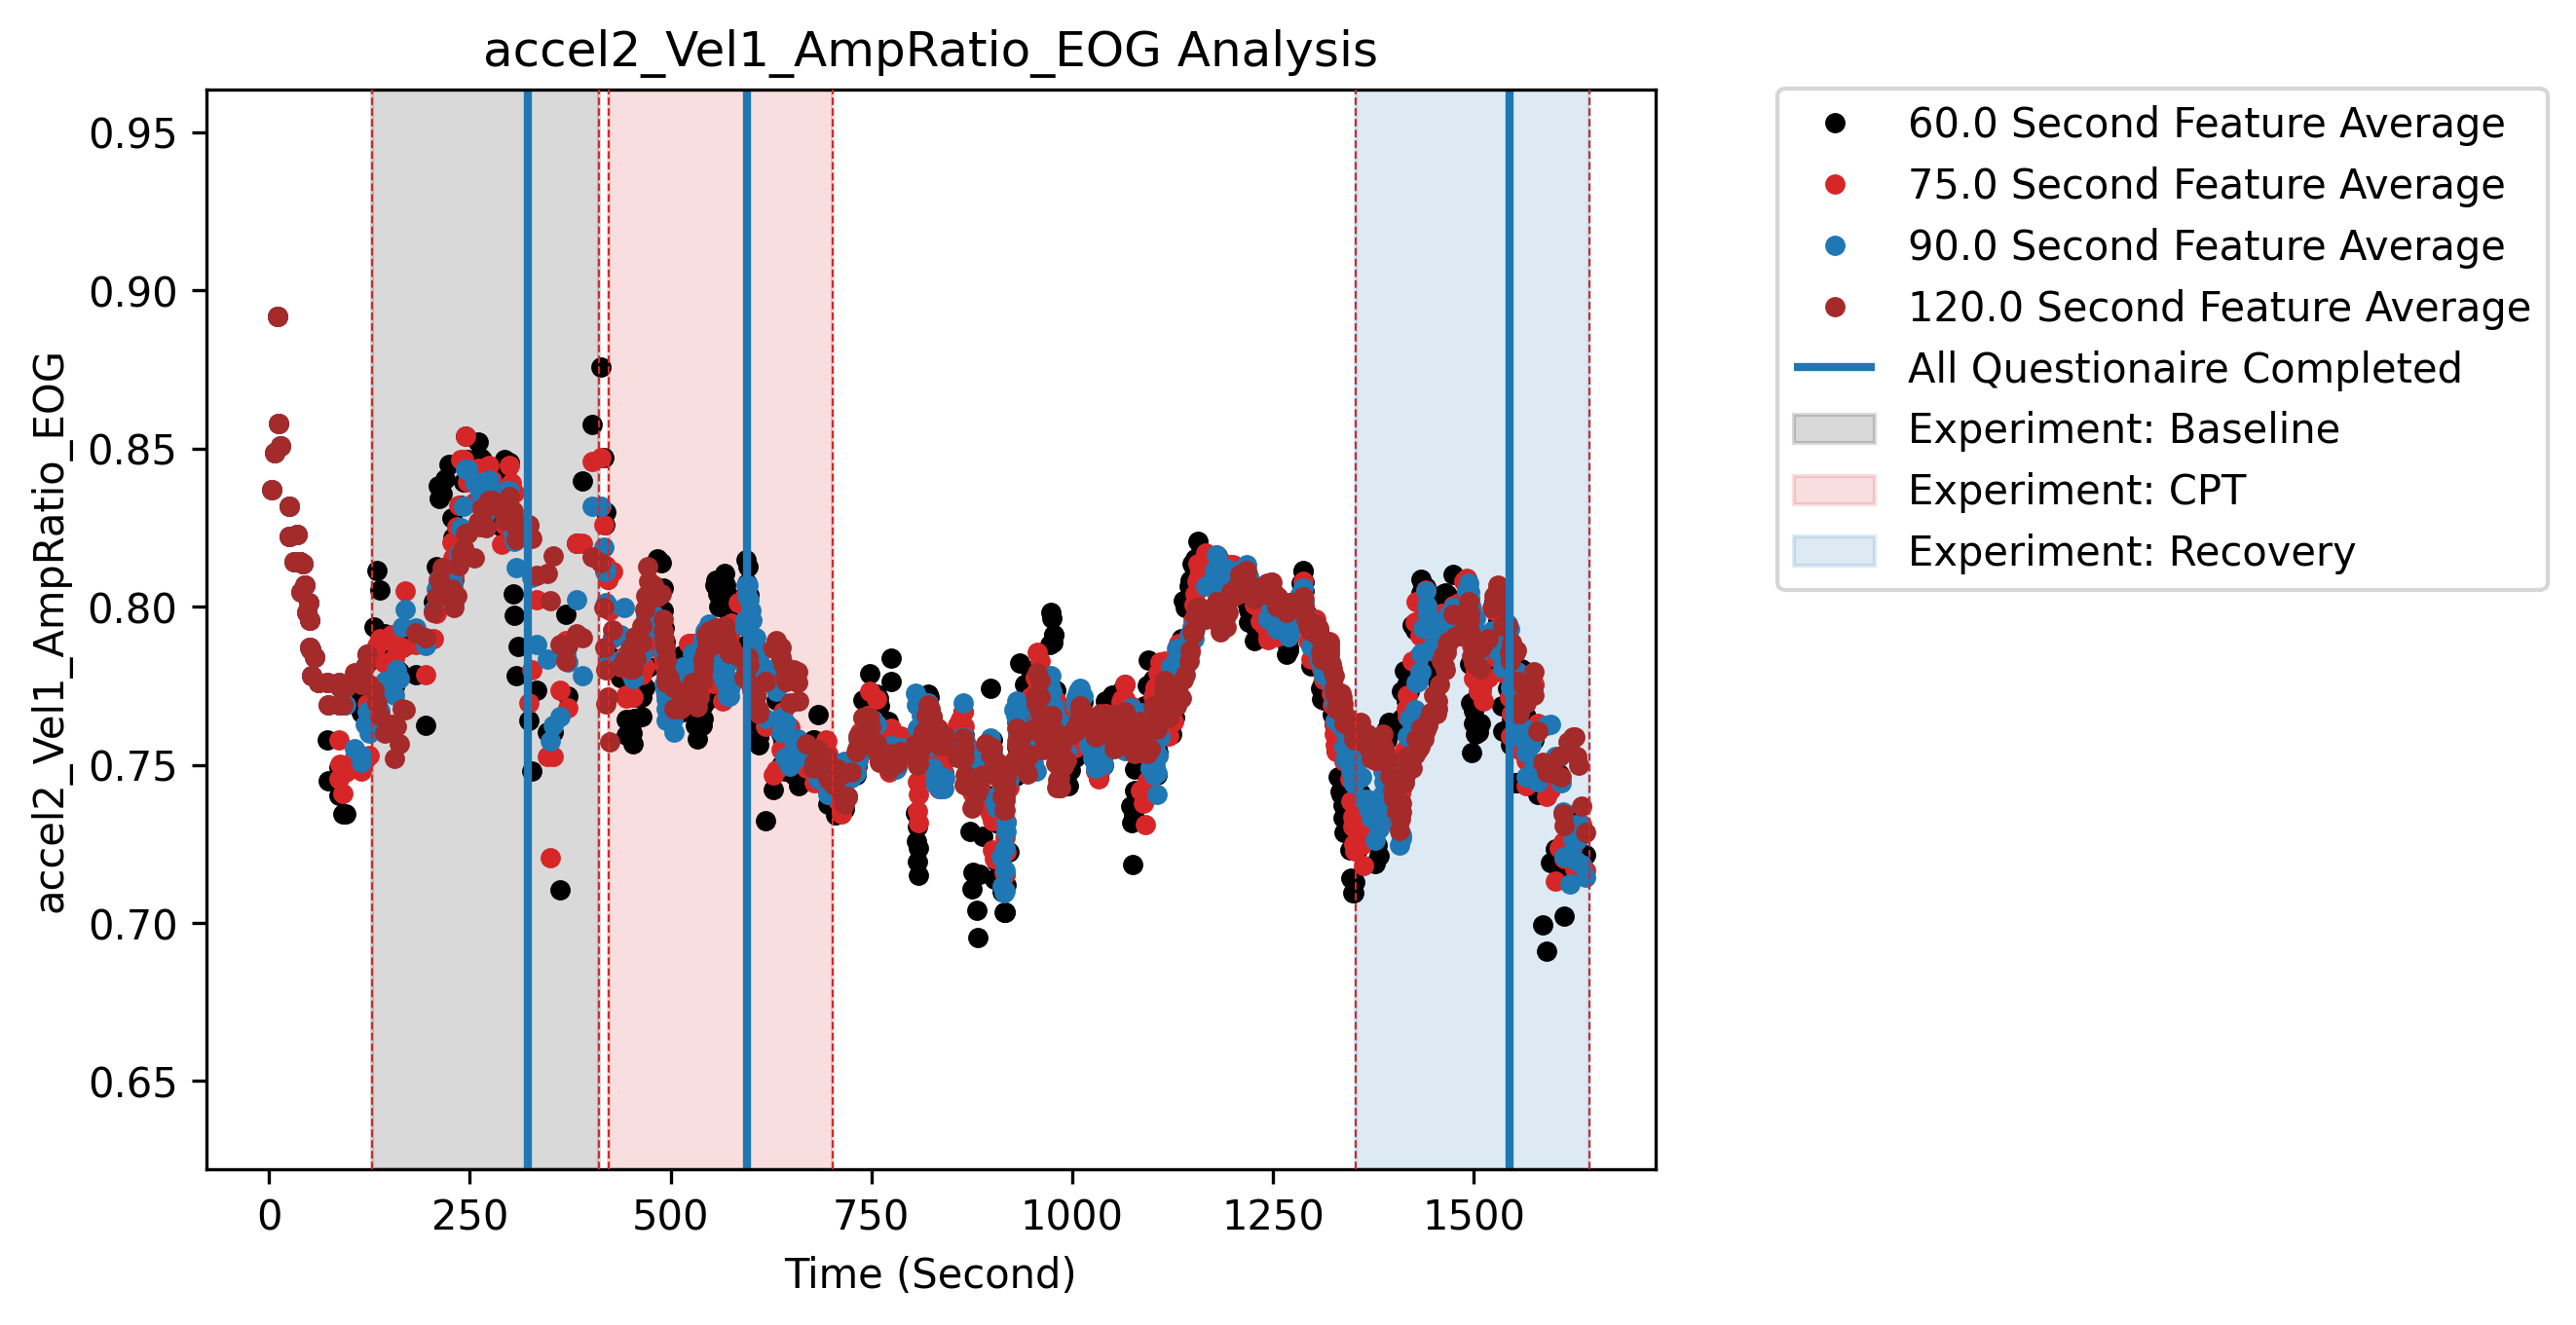 accel2_Vel1_AmpRatio_EOG Analysis
accel2_Vel1_AmpRatio_EOG
0.95
0.90
0.85
0.80
0.75
0.70
0.65
0 250 500 750 1000 1250 1500
Time (Second)
60.0 Second Feature Average
75.0 Second Feature Average
90.0 Second Feature Average
120.0 Second Feature Average
All Questionaire Completed
Experiment: Baseline
Experiment: CPT
Experiment: Recovery